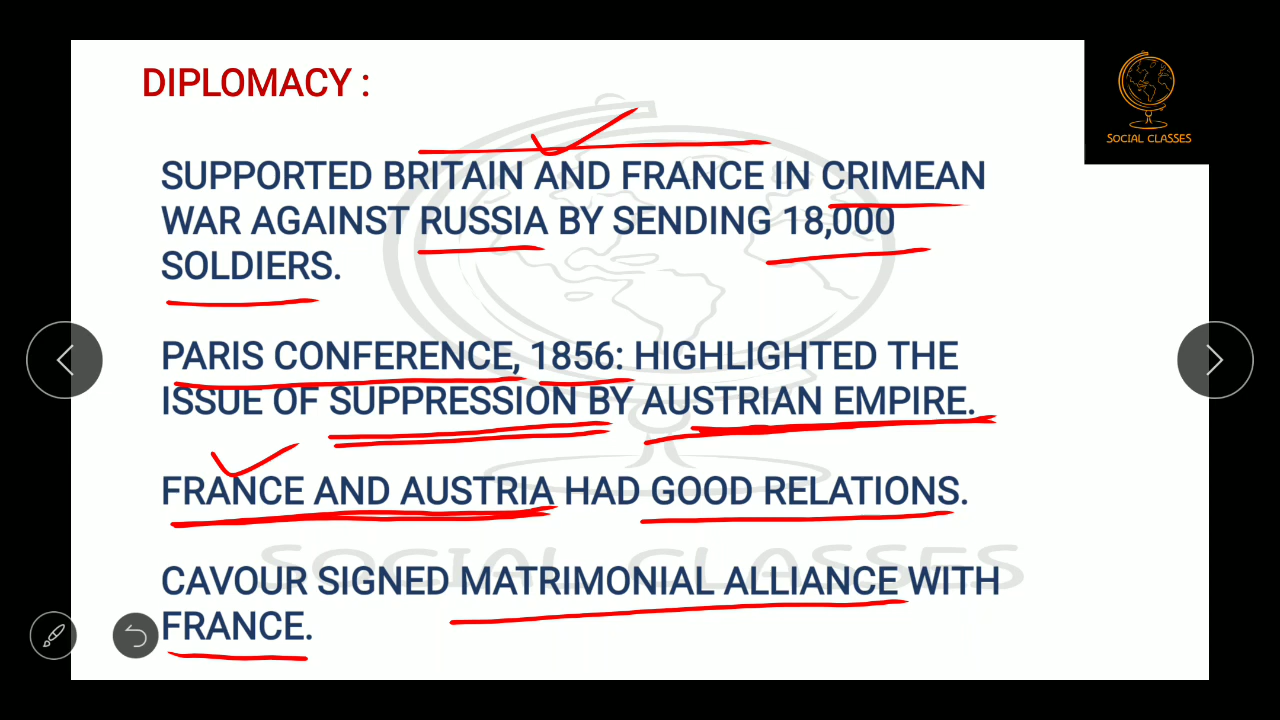 DIPLOMACY :
SOCIAL CLASSES
SUPPORTED BRITAIN AND FRANCE IN CRIMEAN
WAR AGAINST RUSSIA BY SENDING 18,000
SOLDIERS.
PARIS CONFERENCE, 1856: HIGHLIGHTED THE
ISSUE OF SUPPRESSION BY AUSTRIAN EMPIRE.
FRANCE AND AUSTRIA HAD GOOD RELATIONS.
SOCIAL CLASSES
CAVOUR SIGNED MATRIMONIAL ALLIANCE WITH
FRANCE.